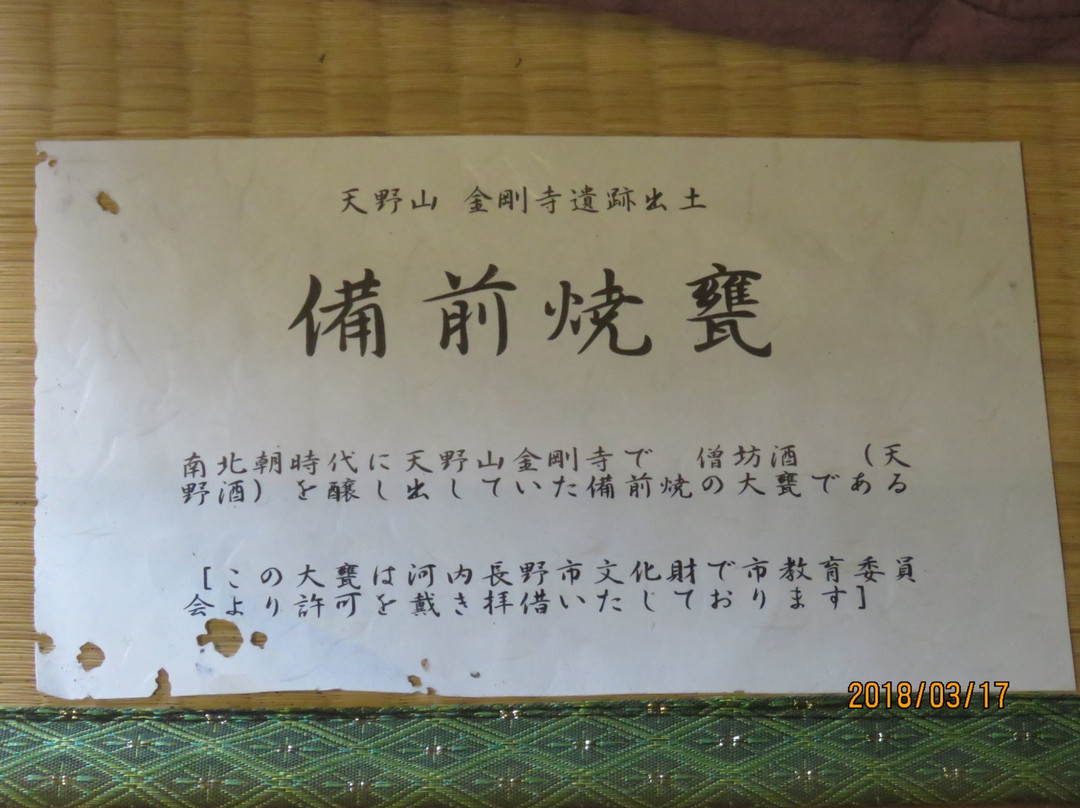 天野山 金剛寺遺跡出土
備前焼甕
南北朝時代に天野山金剛寺で 僧坊酒 (天
野酒) を醸し出していた備前焼の大甕である
[この大甕は河内長野市文化財で市教育委員
会より許可を戴き拝借いたじております]
2018/03/17